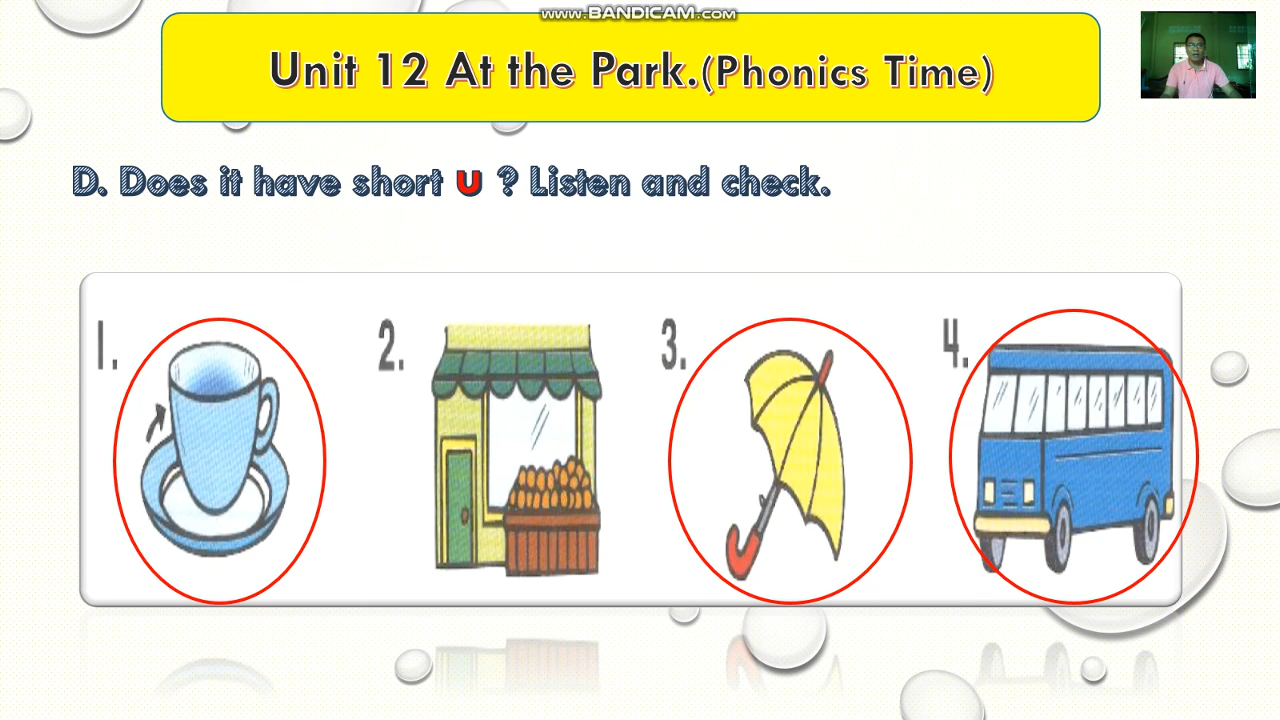 www.BANDICAM.com
Unit 12 At the Park.(Phonics Time)
D. Does it have short u ? Listen and check.
1.
2.
3.
4.